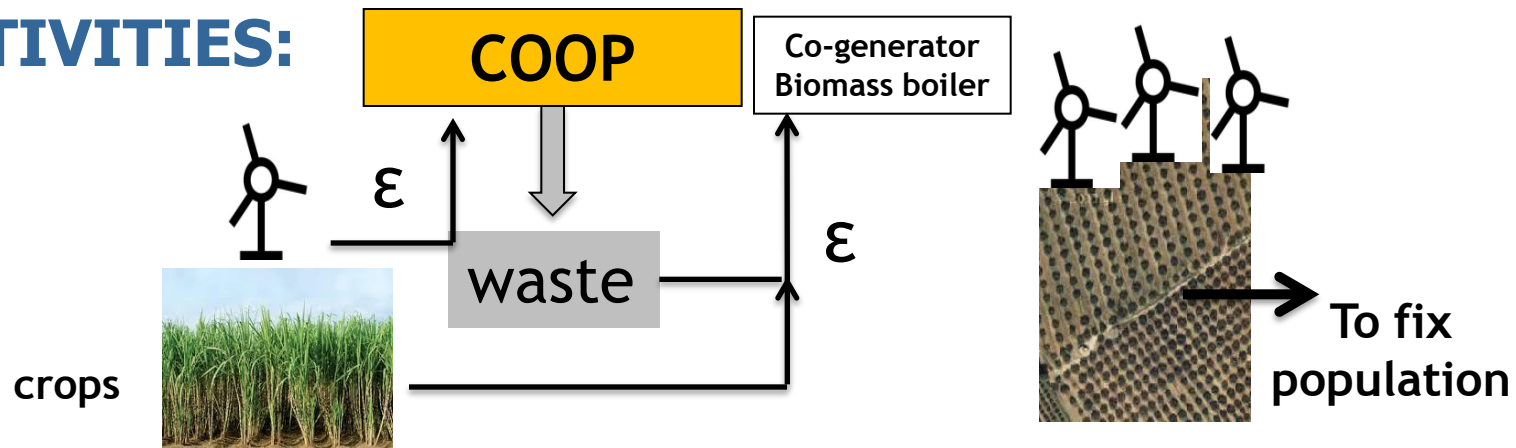 TIVITIES:
COOP
Co-generator
Biomass boiler
ε
ε
waste
crops
To fix
population